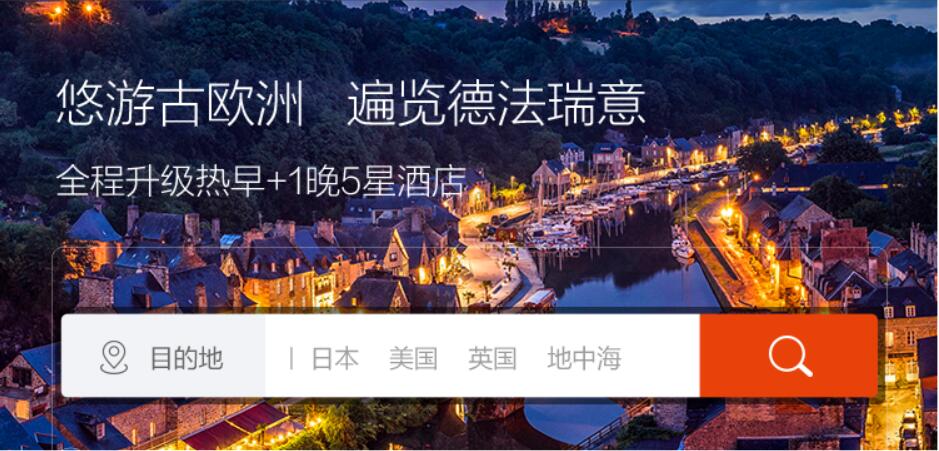 悠游古欧洲 遍览德法瑞意
全程升级热早+1晚5星酒店
目的地 | 日本 美国 英国 地中海